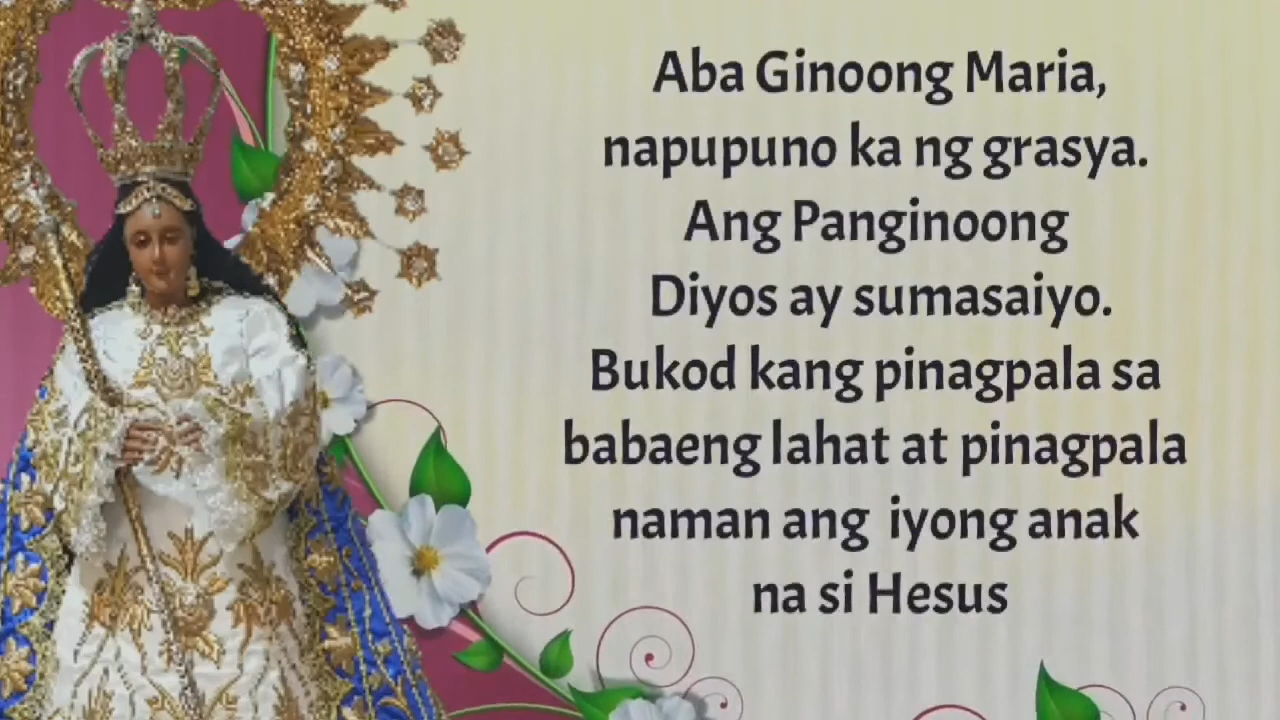 Aba Ginoong Maria,
napupuno ka ng grasya.
Ang Panginoong
Diyos ay sumasaiyo.
Bukod kang pinagpala sa
babaeng lahat at pinagpala
naman ang iyong anak
na si Hesus